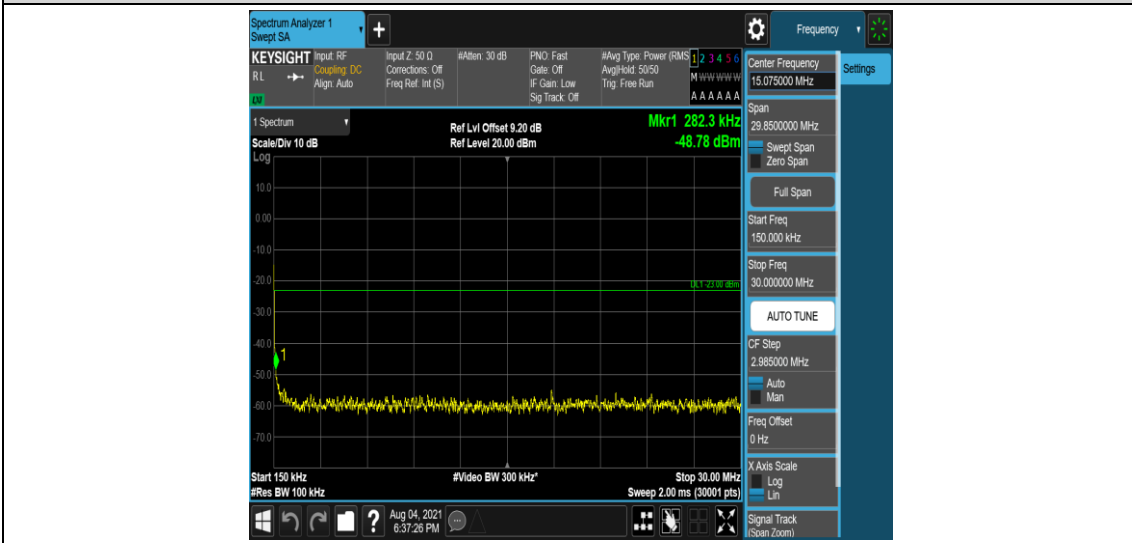 Spectrum Analyzer 1
Swept SA
+
Frequency
KEYSIGHT
RL
LNI
Input: RF
Coupling: DC
Align: Auto
Input Z: 50 Ω
Corrections: Off
Freq Ref: Int (S)
#Atten: 30 dB
PNO: Fast
Gate: Off
IF Gain: Low
Sig Track: Off
#Avg Type: Power (RMS
Avg|Hold: 50/50
Trig: Free Run
1 2 3 4 5 6
M W W W W W
A A A A A A
1 Spectrum
Scale/Div 10 dB
Log
Ref Lvl Offset 9.20 dB
Ref Level 20.00 dBm
Mkr1 282.3 kHz
-48.78 dBm
10.0
0.00
-10.0
-20.0
DL1 -23.00 dBm
-30.0
-40.0
1
-50.0
-60.0
-70.0
Start 150 kHz
#Res BW 100 kHz
#Video BW 300 kHz*
Stop 30.00 MHz
Sweep 2.00 ms (30001 pts)
Center Frequency
15.075000 MHz
Settings
Span
29.8500000 MHz
Swept Span
Zero Span
Full Span
Start Freq
150.000 kHz
Stop Freq
30.000000 MHz
AUTO TUNE
CF Step
2.985000 MHz
Auto
Man
Freq Offset
0 Hz
X Axis Scale
Log
Lin
Signal Track
(Span Zoom)
?
Aug 04, 2021
6:37:26 PM